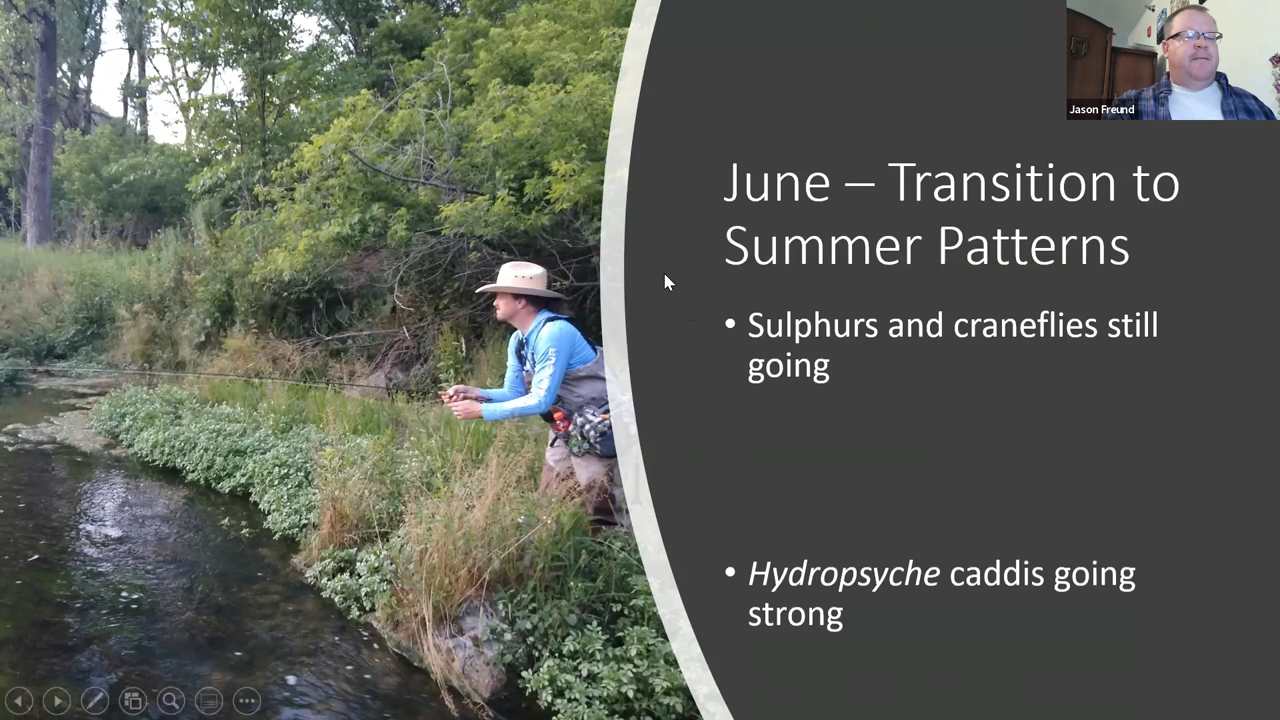 Jason Freund
June – Transition to
Summer Patterns
• Sulphurs and craneflies still
going
• Hydropsyche caddis going
strong